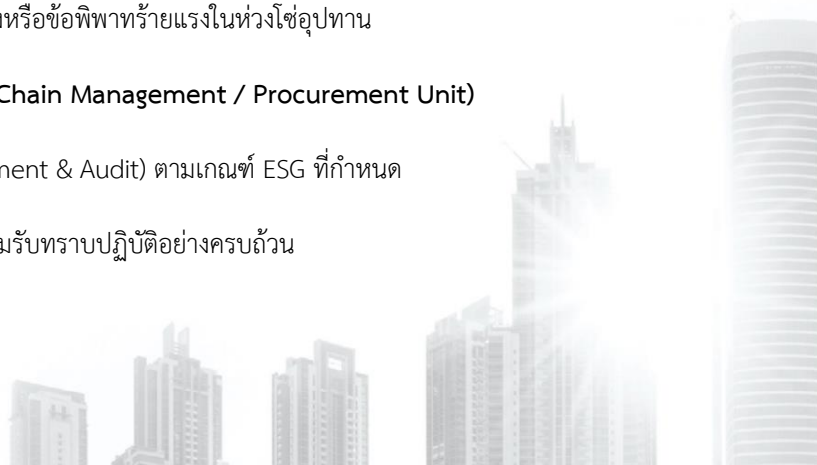 หรือข้อพิพาทร้ายแรงในห่วงโซ่อุปทาน
Chain Management / Procurement Unit)
ment & Audit) ตามเกณฑ์ ESG ที่กำหนด
มรับทราบปฏิบัติอย่างครบถ้วน